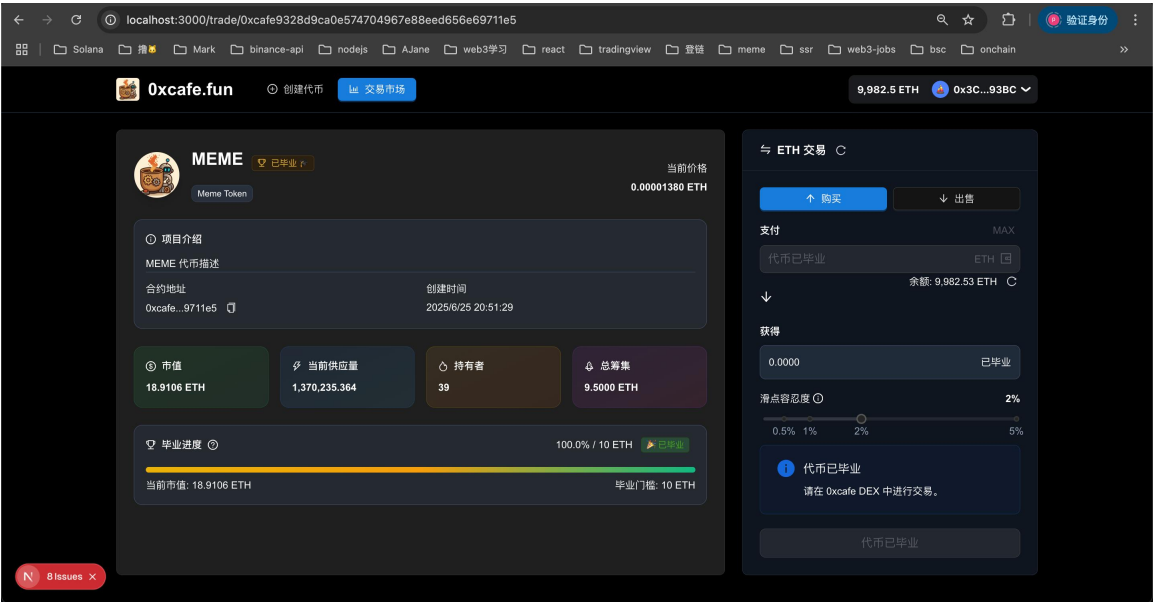 localhost:3000/trade/0xcafe9328d9ca0e574704967e88eed656e69711e5
验证身份
Solana 撸 Mark binance-api nodejs AJane web3学习 react tradingview 登链 meme ssr web3-jobs bsc onchain
0xcafe.fun 创建代币 交易市场 9,982.5 ETH 0x3C...93BC
MEME 已毕业
Meme Token
当前价格
0.00001380 ETH
项目介绍
MEME 代币描述
合约地址 创建时间
0xcafe...9711e5 2025/6/25 20:51:29
市值 当前供应量 持有者 总筹集
18.9106 ETH 1,370,235.364 39 9.5000 ETH
毕业进度 100.0% / 10 ETH 已毕业
当前市值: 18.9106 ETH 毕业门槛: 10 ETH
ETH 交易
购买 出售
支付 MAX
代币已毕业 ETH
余额: 9,982.53 ETH
获得
0.0000 已毕业
滑点容忍度 2%
0.5% 1% 2% 5%
代币已毕业
请在 0xcafe DEX 中进行交易。
代币已毕业
N 8 Issues